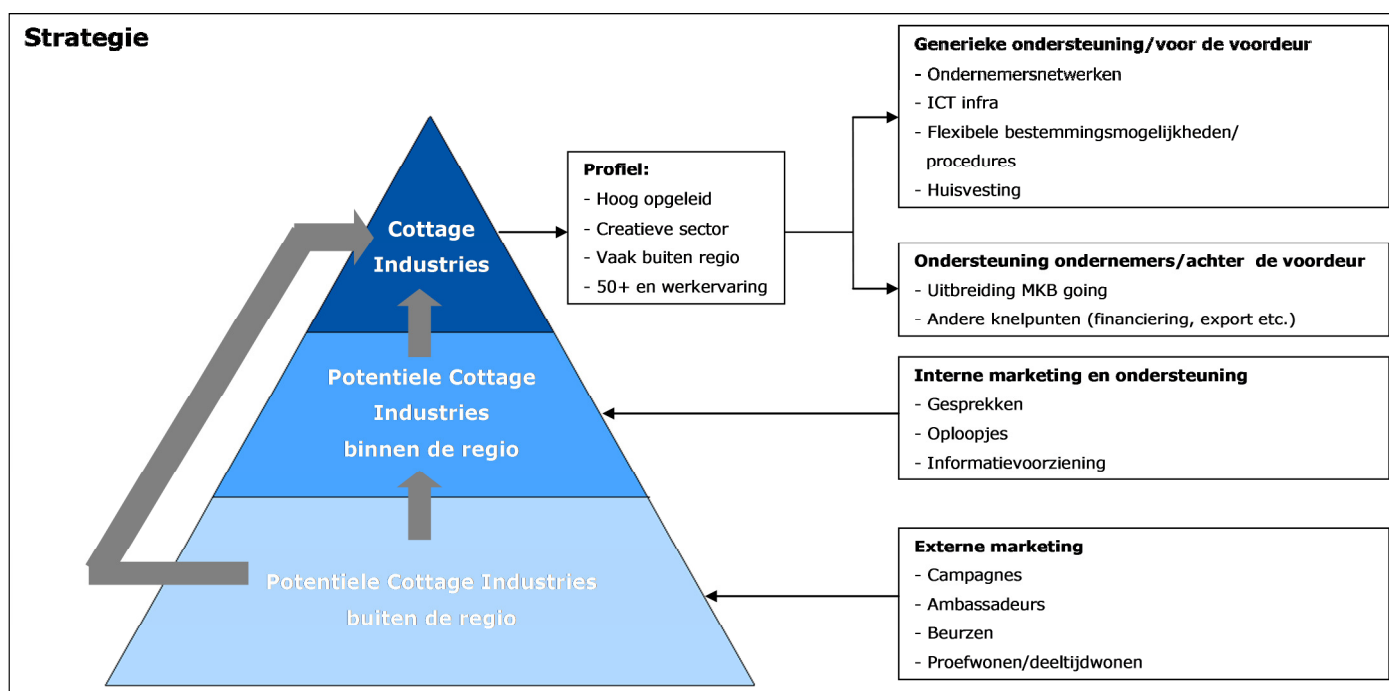 Strategie
Cottage
Industries
Potentiele Cottage
Industries
binnen de regio
Potentiele Cottage Industries
buiten de regio
Profiel:
- Hoog opgeleid
- Creatieve sector
- Vaak buiten regio
- 50+ en werkervaring
Generieke ondersteuning/voor de voordeur
- Ondernemersnetwerken
- ICT infra
- Flexibele bestemmingsmogelijkheden/
procedures
- Huisvesting
Ondersteuning ondernemers/achter de voordeur
- Uitbreiding MKB going
- Andere knelpunten (financiering, export etc.)
Interne marketing en ondersteuning
- Gesprekken
- Oploopjes
- Informatievoorziening
Externe marketing
- Campagnes
- Ambassadeurs
- Beurzen
- Proefwonen/deeltijdwonen